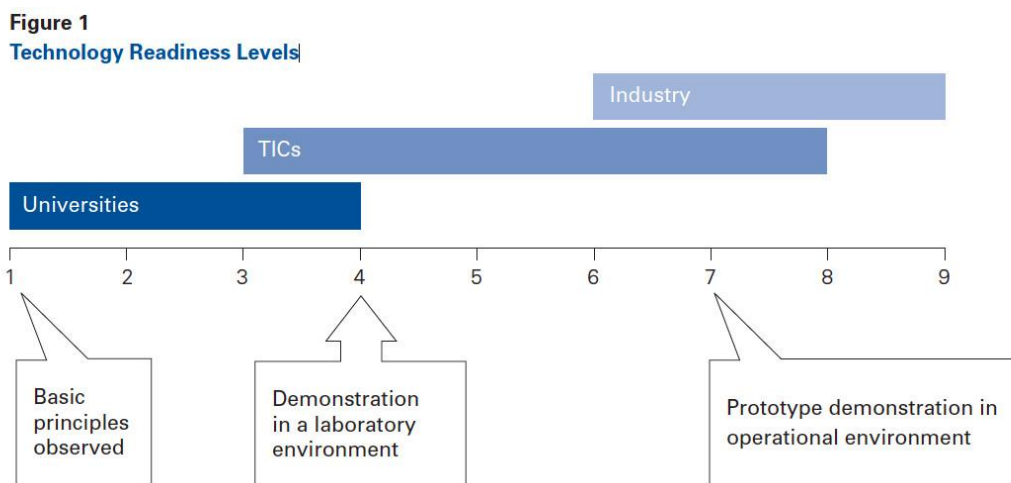 Figure 1
Technology Readiness Levels
Industry
TICs
Universities
1 2 3 4 5 6 7 8 9
Basic
principles
observed
Demonstration
in a laboratory
environment
Prototype demonstration in
operational environment